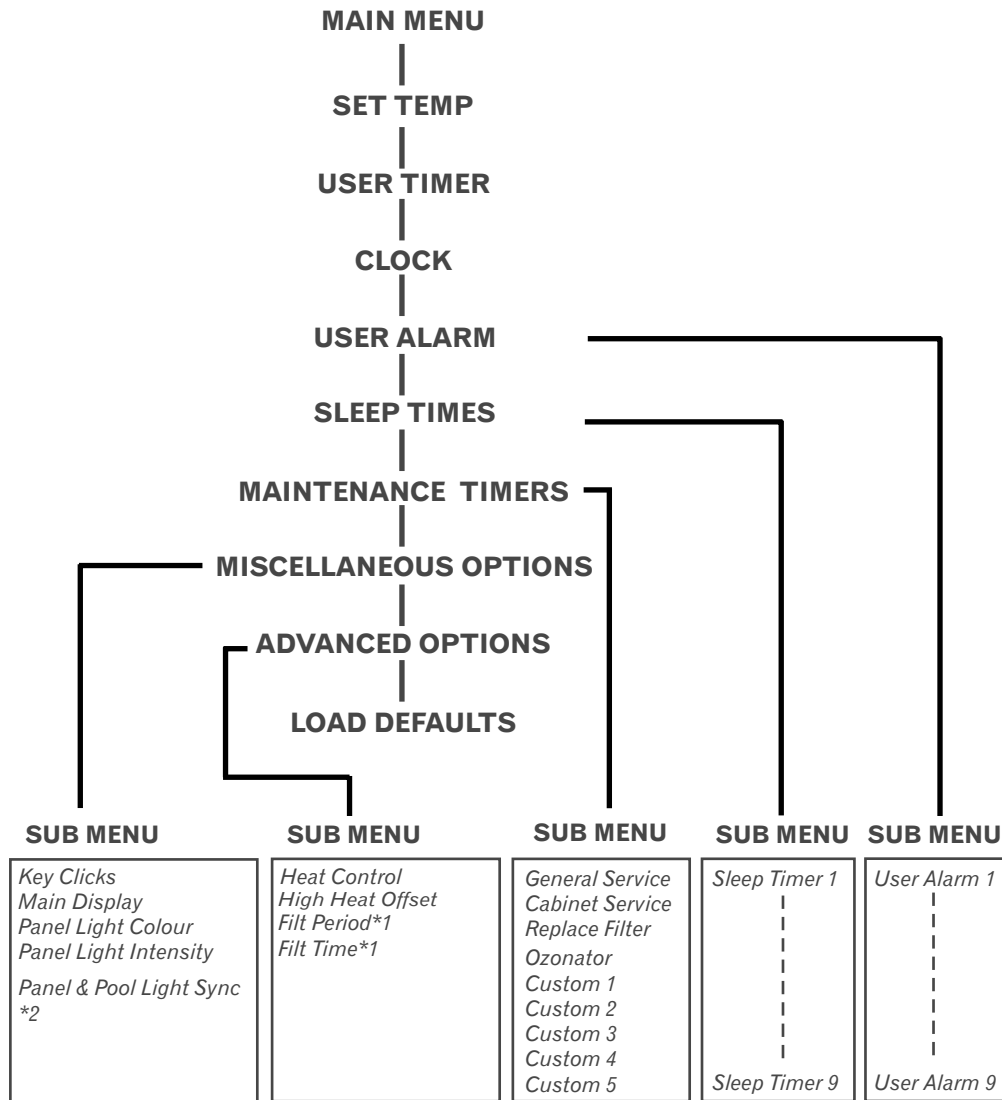 MAIN MENU
SET TEMP
USER TIMER
CLOCK
USER ALARM
SLEEP TIMES
MAINTENANCE TIMERS
MISCELLANEOUS OPTIONS
ADVANCED OPTIONS
LOAD DEFAULTS
SUB MENU
Key Clicks
Main Display
Panel Light Colour
Panel Light Intensity
Panel & Pool Light Sync
*2
SUB MENU
Heat Control
High Heat Offset
Filt Period*1
Filt Time*1
SUB MENU
General Service
Cabinet Service
Replace Filter
Ozonator
Custom 1
Custom 2
Custom 3
Custom 4
Custom 5
SUB MENU
Sleep Timer 1
Sleep Timer 9
SUB MENU
User Alarm 1
User Alarm 9